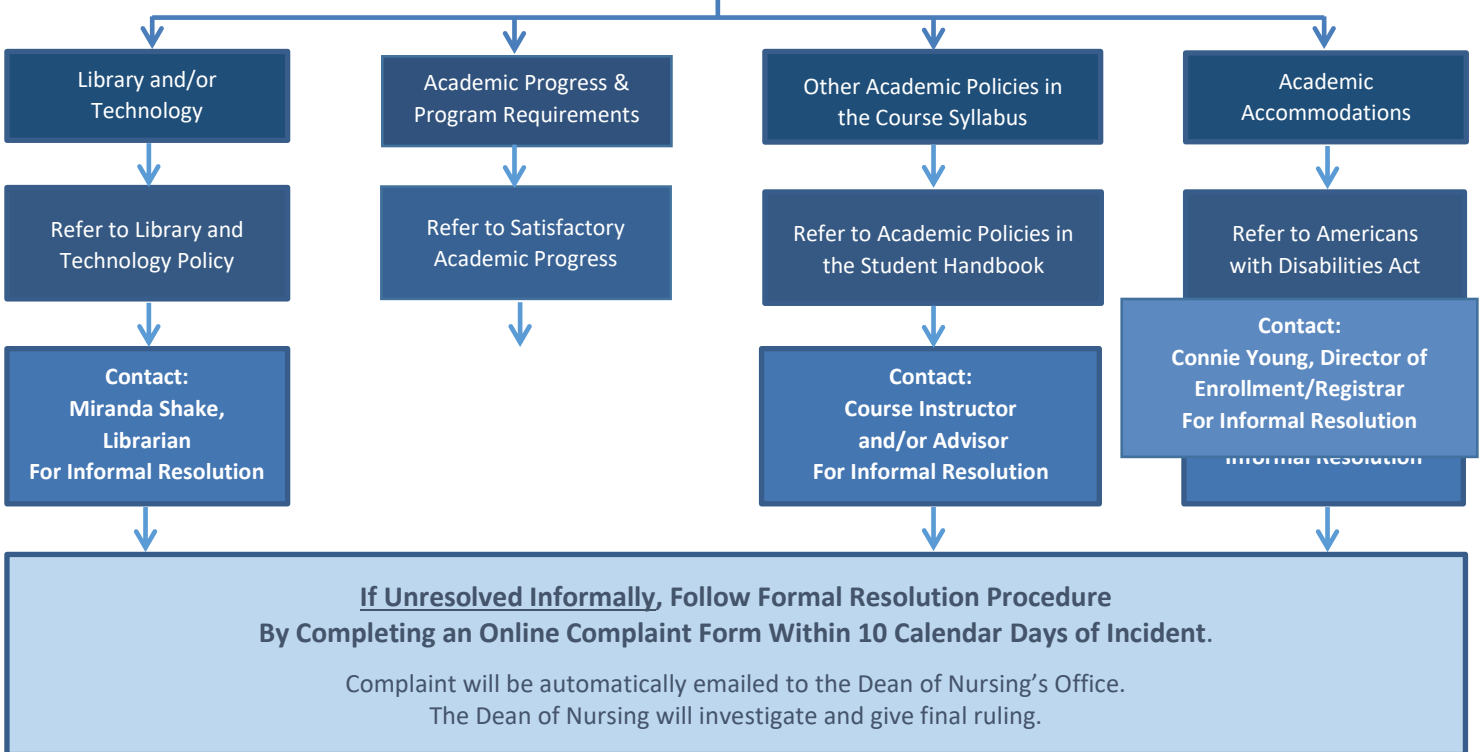 Library and/or
Technology
Academic Progress &
Program Requirements
Other Academic Policies in
the Course Syllabus
Academic
Accommodations
Refer to Library and
Technology Policy
Refer to Satisfactory
Academic Progress
Refer to Academic Policies in
the Student Handbook
Refer to Americans
with Disabilities Act
Contact:
Miranda Shake,
Librarian
For Informal Resolution
Contact:
Course Instructor
and/or Advisor
For Informal Resolution
Contact:
Connie Young, Director of
Enrollment/Registrar
For Informal Resolution
Informal Resolution
If Unresolved Informally, Follow Formal Resolution Procedure
By Completing an Online Complaint Form Within 10 Calendar Days of Incident.
Complaint will be automatically emailed to the Dean of Nursing’s Office.
The Dean of Nursing will investigate and give final ruling.